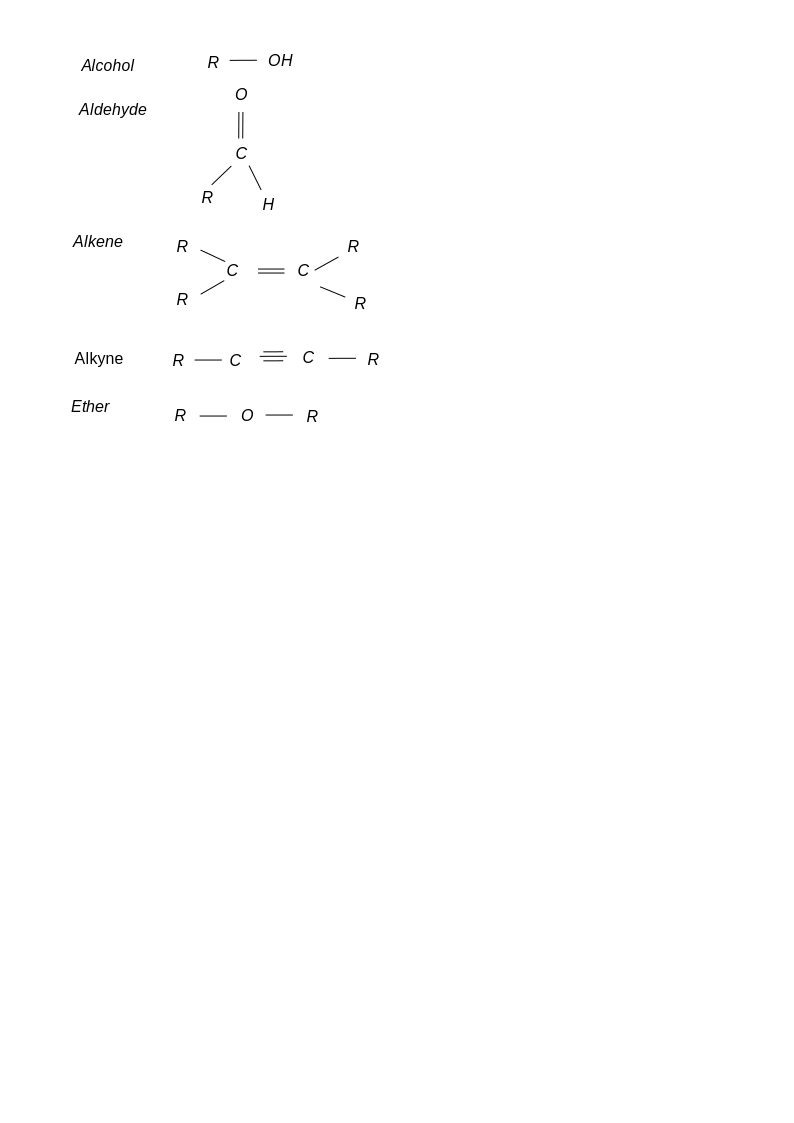 Alcohol R OH
O
Aldehyde
C
R H
Alkene R R
C C
R R
Alkyne R C C R
Ether R O R